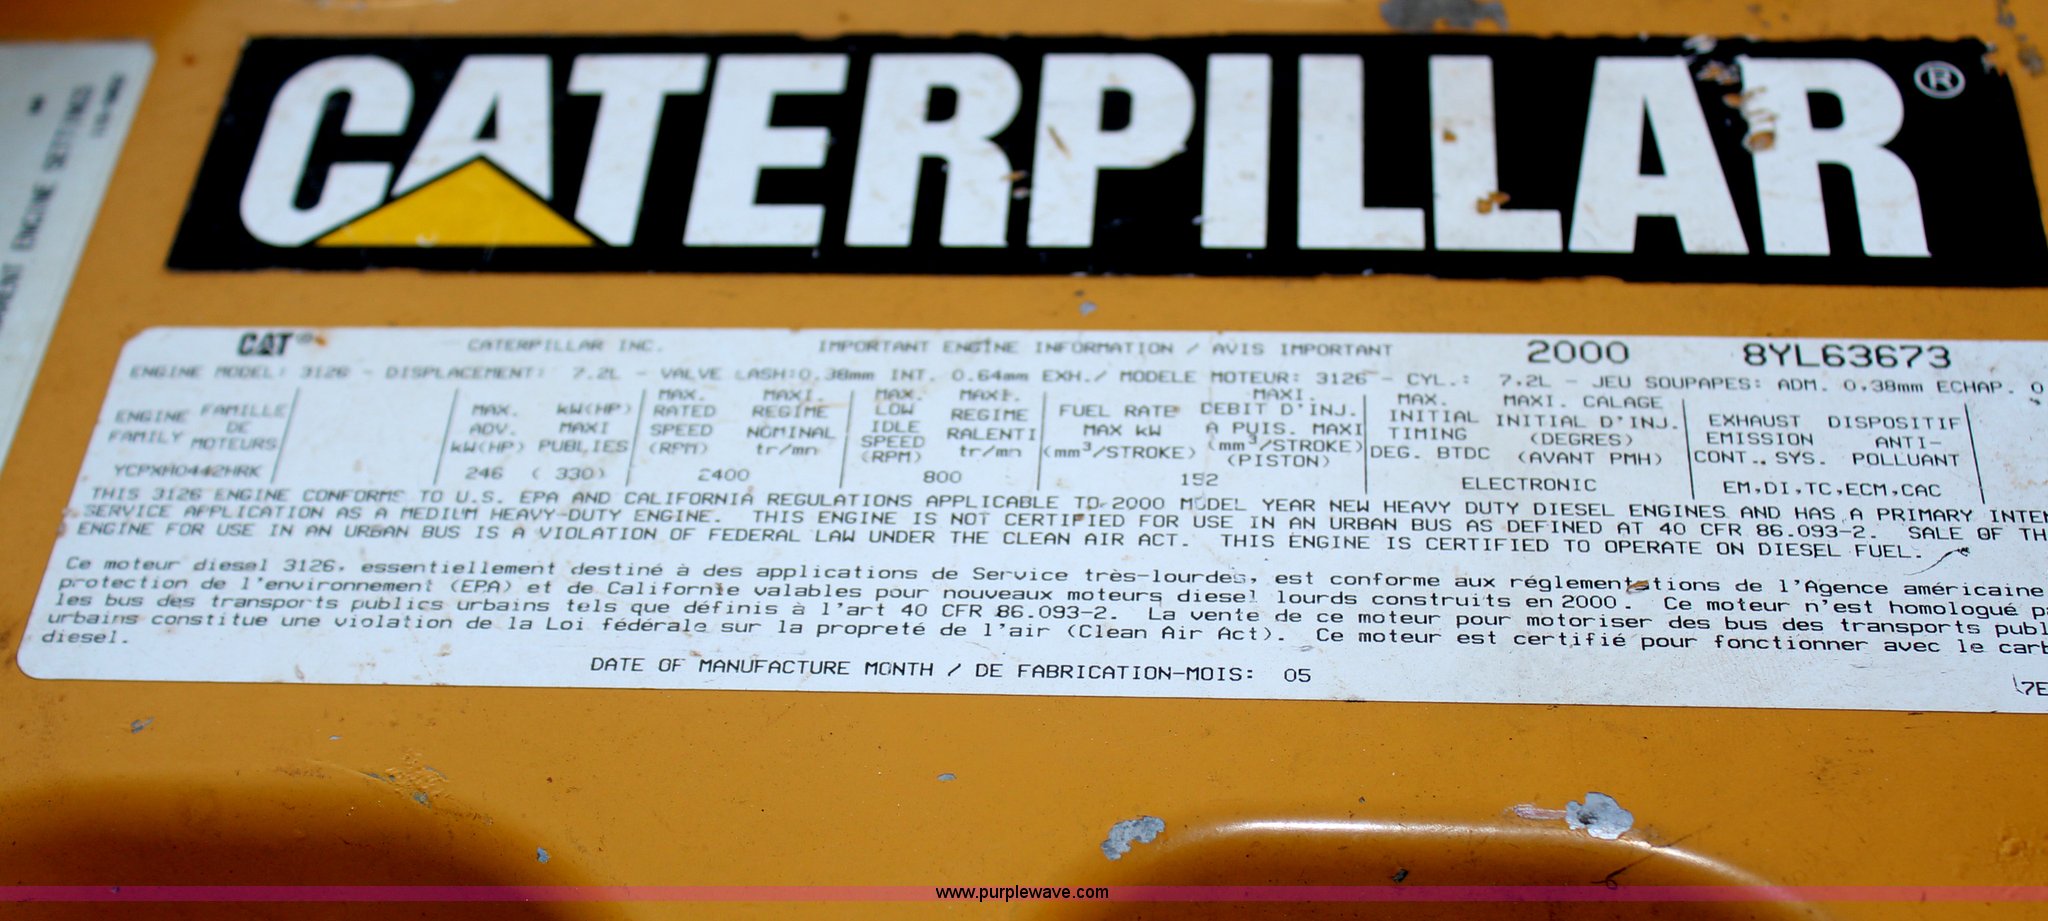 CATERPILLAR®
CAT® CATERPILLAR INC. IMPORTANT ENGINE INFORMATION / AVIS IMPORTANT 2000 8YL63673
ENGINE MODEL: 3126 - DISPLACEMENT: 7.2L - VALVE LASH:0.38mm INT. 0.64mm EXH./ MODELE MOTEUR: 3126 - CYL.: 7.2L - JEU SOUPAPES: ADM. 0.38mm ECHAP. 0
ENGINE FAMILY
FAMILLE DE MOTEURS
MAX. ADV. kW(HP)
kW(HP) MAXI PUBLIES
MAX. RATED SPEED (RPM)
MAXI. REGIME NOMINAL tr/mn
MAX. LOW IDLE SPEED (RPM)
MAXI. REGIME RALENTI tr/mn
FUEL RATE MAX kW (mm³/STROKE)
MAXI. DEBIT D'INJ. A PUIS. MAXI (mm³/STROKE) (PISTON)
MAX. INITIAL TIMING DEG. BTDC
MAXI. CALAGE INITIAL D'INJ. (DEGRES) (AVANT PMH)
EXHAUST EMISSION CONT. SYS.
DISPOSITIF ANTI-POLLUANT
YCPXH0442HRK 246 (330) 2400 800 152 ELECTRONIC EM,DI,TC,ECM,CAC
THIS 3126 ENGINE CONFORMS TO U.S. EPA AND CALIFORNIA REGULATIONS APPLICABLE TO 2000 MODEL YEAR NEW HEAVY DUTY DIESEL ENGINES AND HAS A PRIMARY INTEN
SERVICE APPLICATION AS A MEDIUM HEAVY-DUTY ENGINE. THIS ENGINE IS NOT CERTIFIED FOR USE IN AN URBAN BUS AS DEFINED AT 40 CFR 86.093-2. SALE OF TH
ENGINE FOR USE IN AN URBAN BUS IS A VIOLATION OF FEDERAL LAW UNDER THE CLEAN AIR ACT. THIS ENGINE IS CERTIFIED TO OPERATE ON DIESEL FUEL.
Ce moteur diesel 3126, essentiellement destiné à des applications de Service très-lourdes, est conforme aux réglementations de l'Agence américaine
protection de l'environnement (EPA) et de Californie valables pour nouveaux moteurs diesel lourds construits en 2000. Ce moteur n'est homologué p
les bus des transports publics urbains tels que définis à l'art 40 CFR 86.093-2. La vente de ce moteur pour motoriser des bus des transports publ
urbains constitue une violation de la Loi fédérale sur la propreté de l'air (Clean Air Act). Ce moteur est certifié pour fonctionner avec le carb
diesel.
DATE OF MANUFACTURE MONTH / DE FABRICATION-MOIS: 05
7E
ENGINE SETTINGS
www.purplewave.com